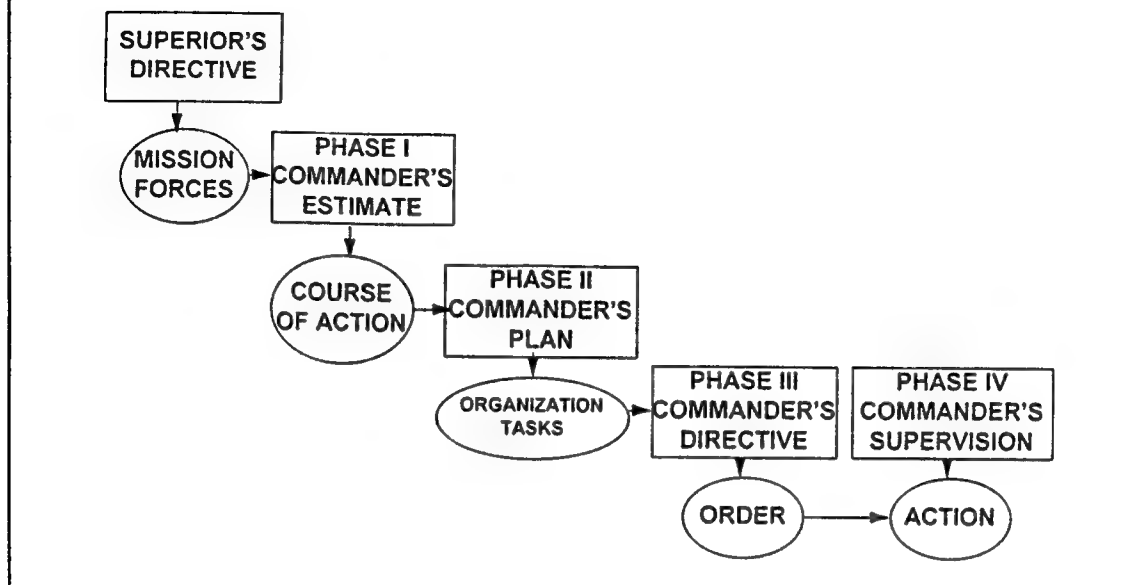 SUPERIOR'S
DIRECTIVE
MISSION
FORCES
PHASE I
COMMANDER'S
ESTIMATE
COURSE
OF ACTION
PHASE II
COMMANDER'S
PLAN
ORGANIZATION
TASKS
PHASE III
COMMANDER'S
DIRECTIVE
PHASE IV
COMMANDER'S
SUPERVISION
ORDER
ACTION